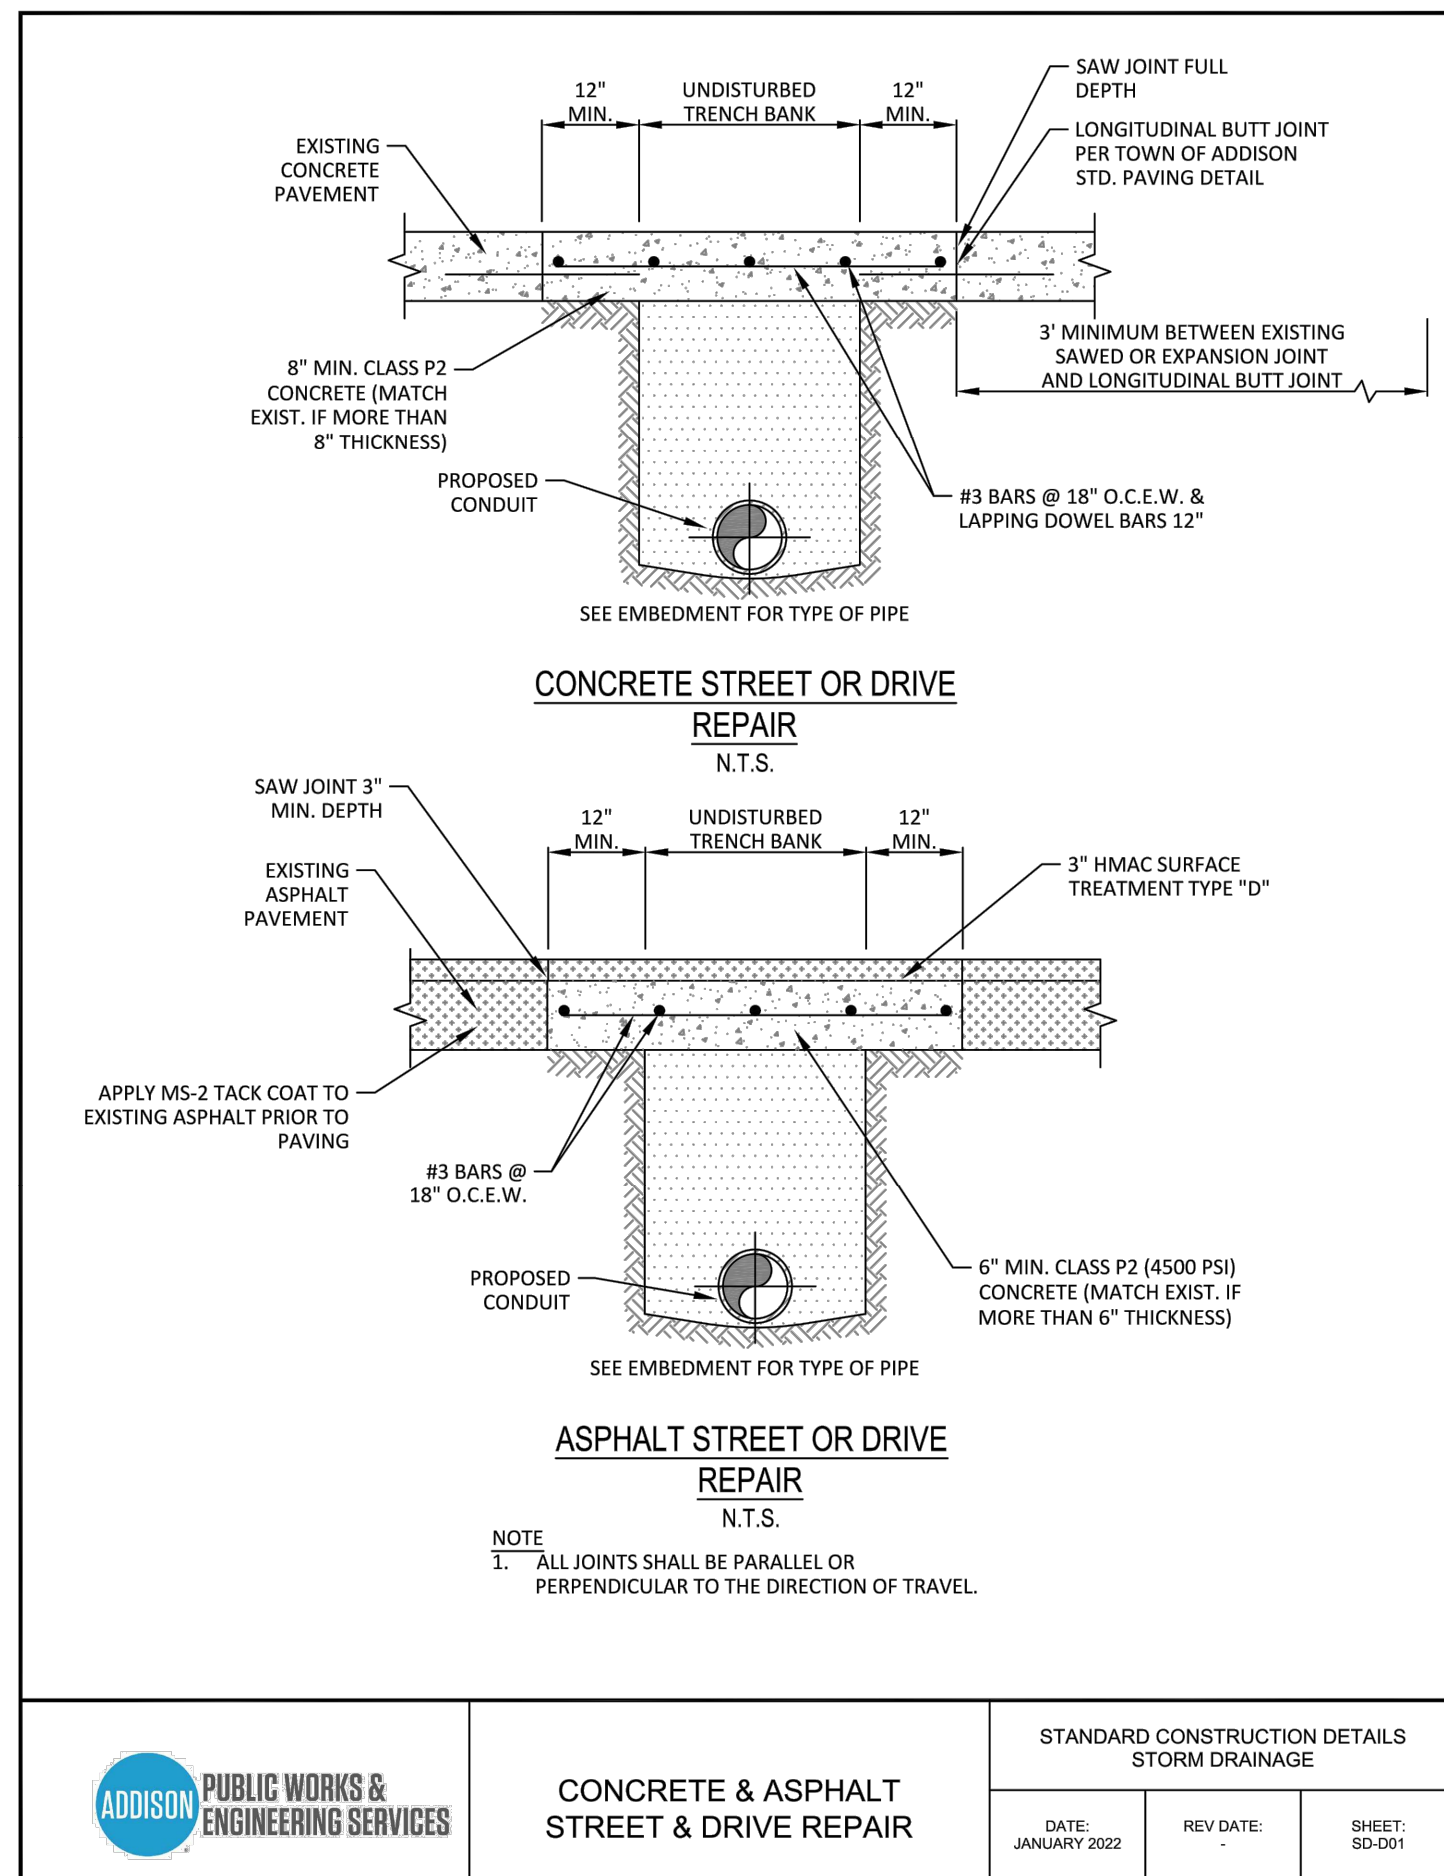 12"
MIN.
UNDISTURBED
TRENCH BANK
12"
MIN.
SAW JOINT FULL
DEPTH
LONGITUDINAL BUTT JOINT
PER TOWN OF ADDISON
STD. PAVING DETAIL
EXISTING
CONCRETE
PAVEMENT
3' MINIMUM BETWEEN EXISTING
SAWED OR EXPANSION JOINT
AND LONGITUDINAL BUTT JOINT
8" MIN. CLASS P2
CONCRETE (MATCH
EXIST. IF MORE THAN
8" THICKNESS)
PROPOSED
CONDUIT
#3 BARS @ 18" O.C.E.W. &
LAPPING DOWEL BARS 12"
SEE EMBEDMENT FOR TYPE OF PIPE
CONCRETE STREET OR DRIVE
REPAIR
N.T.S.
SAW JOINT 3"
MIN. DEPTH
12"
MIN.
UNDISTURBED
TRENCH BANK
12"
MIN.
EXISTING
ASPHALT
PAVEMENT
3" HMAC SURFACE
TREATMENT TYPE "D"
APPLY MS-2 TACK COAT TO
EXISTING ASPHALT PRIOR TO
PAVING
#3 BARS @
18" O.C.E.W.
PROPOSED
CONDUIT
6" MIN. CLASS P2 (4500 PSI)
CONCRETE (MATCH EXIST. IF
MORE THAN 6" THICKNESS)
SEE EMBEDMENT FOR TYPE OF PIPE
ASPHALT STREET OR DRIVE
REPAIR
N.T.S.
NOTE
1. ALL JOINTS SHALL BE PARALLEL OR
PERPENDICULAR TO THE DIRECTION OF TRAVEL.
ADDISON
PUBLIC WORKS &
ENGINEERING SERVICES
CONCRETE & ASPHALT
STREET & DRIVE REPAIR
STANDARD CONSTRUCTION DETAILS
STORM DRAINAGE
DATE:
JANUARY 2022
REV DATE:
-
SHEET:
SD-D01